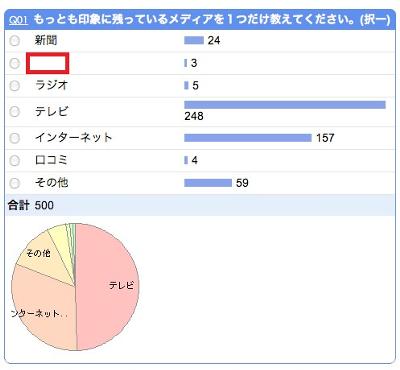 Q01 もっとも印象に残っているメディアを1つだけ教えてください。(択一)
新聞 24
3
ラジオ 5
テレビ 248
インターネット 157
口コミ 4
その他 59
合計 500
その他
テレビ
ンターネット..